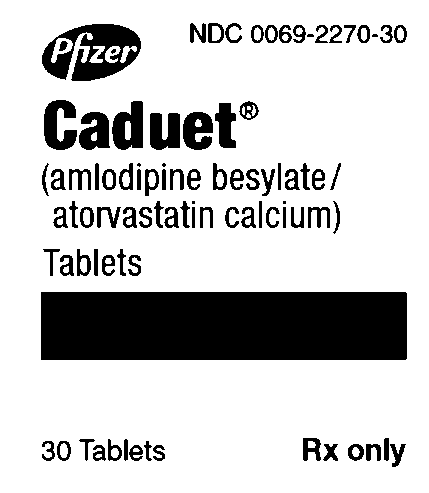 Pfizer
NDC 0069-2270-30
Caduet®
(amlodipine besylate/
atorvastatin calcium)
Tablets
30 Tablets
Rx only